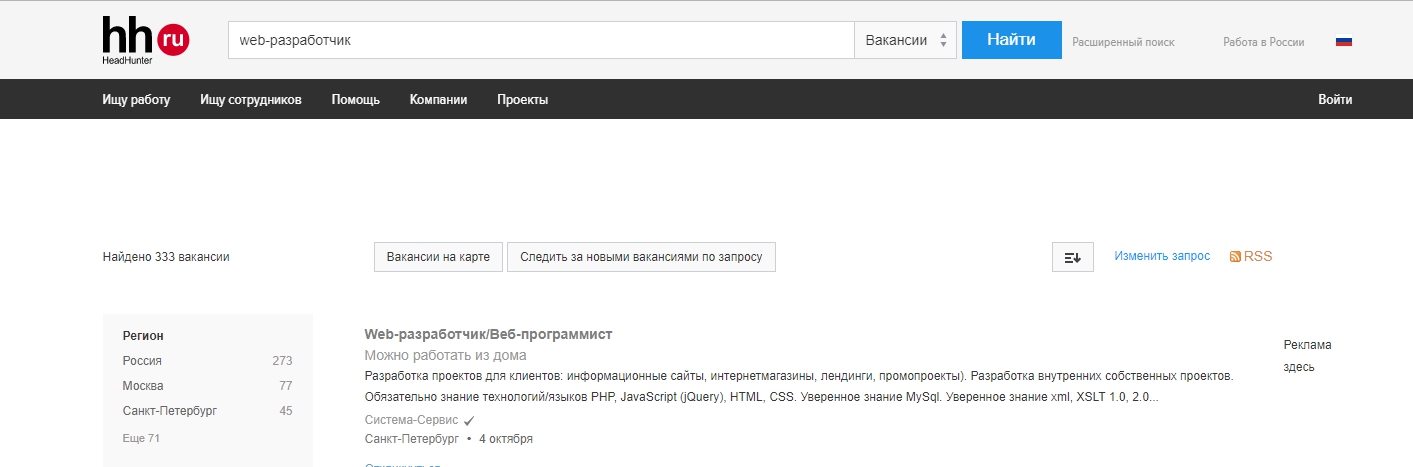 hh ru
HeadHunter
web-разработчик
Вакансии
Найти
Расширенный поиск
Работа в России
Ищу работу
Ищу сотрудников
Помощь
Компании
Проекты
Войти
Найдено 333 вакансии
Вакансии на карте
Следить за новыми вакансиями по запросу
Изменить запрос
RSS
Регион
Россия 273
Москва 77
Санкт-Петербург 45
Еще 71
Web-разработчик/Веб-программист
Можно работать из дома
Разработка проектов для клиентов: информационные сайты, интернетмагазины, лендинги, промопроекты). Разработка внутренних собственных проектов.
Обязательно знание технологий/языков PHP, JavaScript (jQuery), HTML, CSS. Уверенное знание MySql. Уверенное знание xml, XSLT 1.0, 2.0...
Система-Сервис
Санкт-Петербург • 4 октября
Реклама
здесь